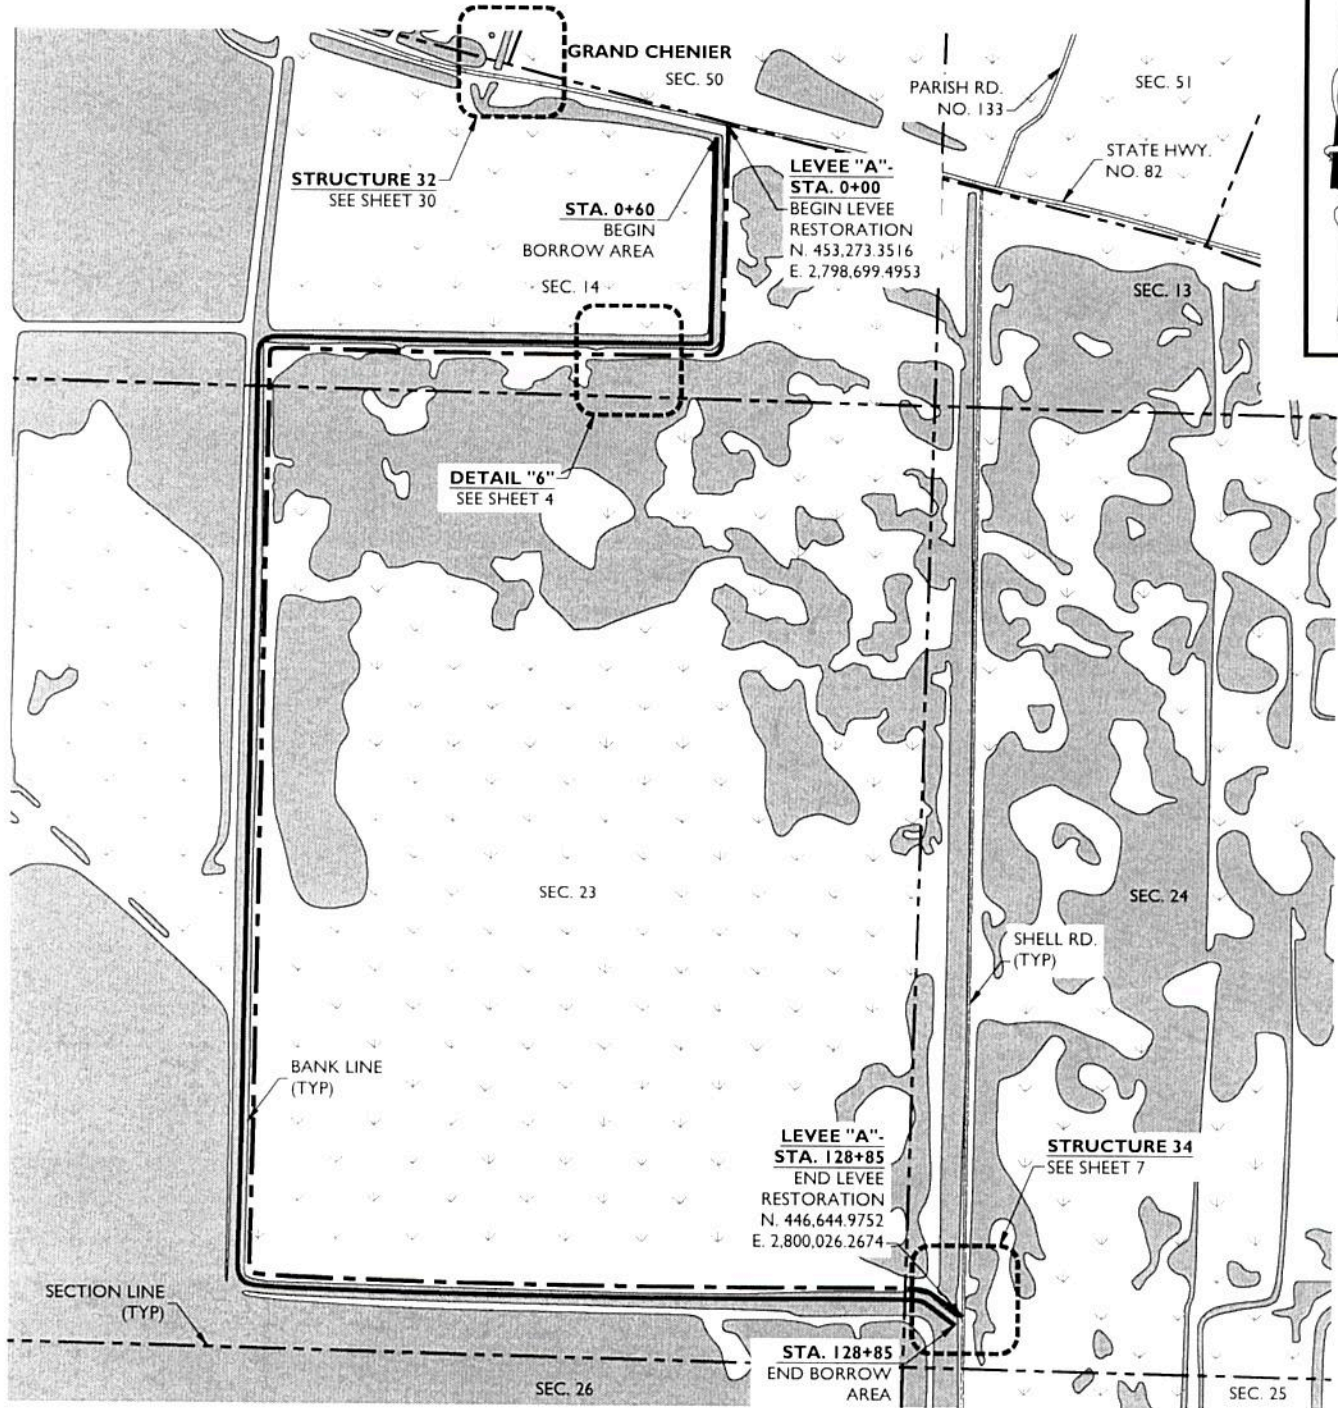 GRAND CHENIER
SEC. 50
PARISH RD.
NO. 133
SEC. 51
STATE HWY.
NO. 82
STRUCTURE 32
SEE SHEET 30
STA. 0+60
BEGIN
BORROW AREA
LEVEE "A"-
STA. 0+00
BEGIN LEVEE
RESTORATION
N. 453,273.3516
E. 2,798,699.4953
SEC. 14
SEC. 13
DETAIL "6"
SEE SHEET 4
SEC. 23
SEC. 24
SHELL RD.
(TYP)
BANK LINE
(TYP)
LEVEE "A"-
STA. 128+85
END LEVEE
RESTORATION
N. 446,644.9752
E. 2,800,026.2674
STRUCTURE 34
SEE SHEET 7
SECTION LINE
(TYP)
STA. 128+85
END BORROW
AREA
SEC. 26
SEC. 25